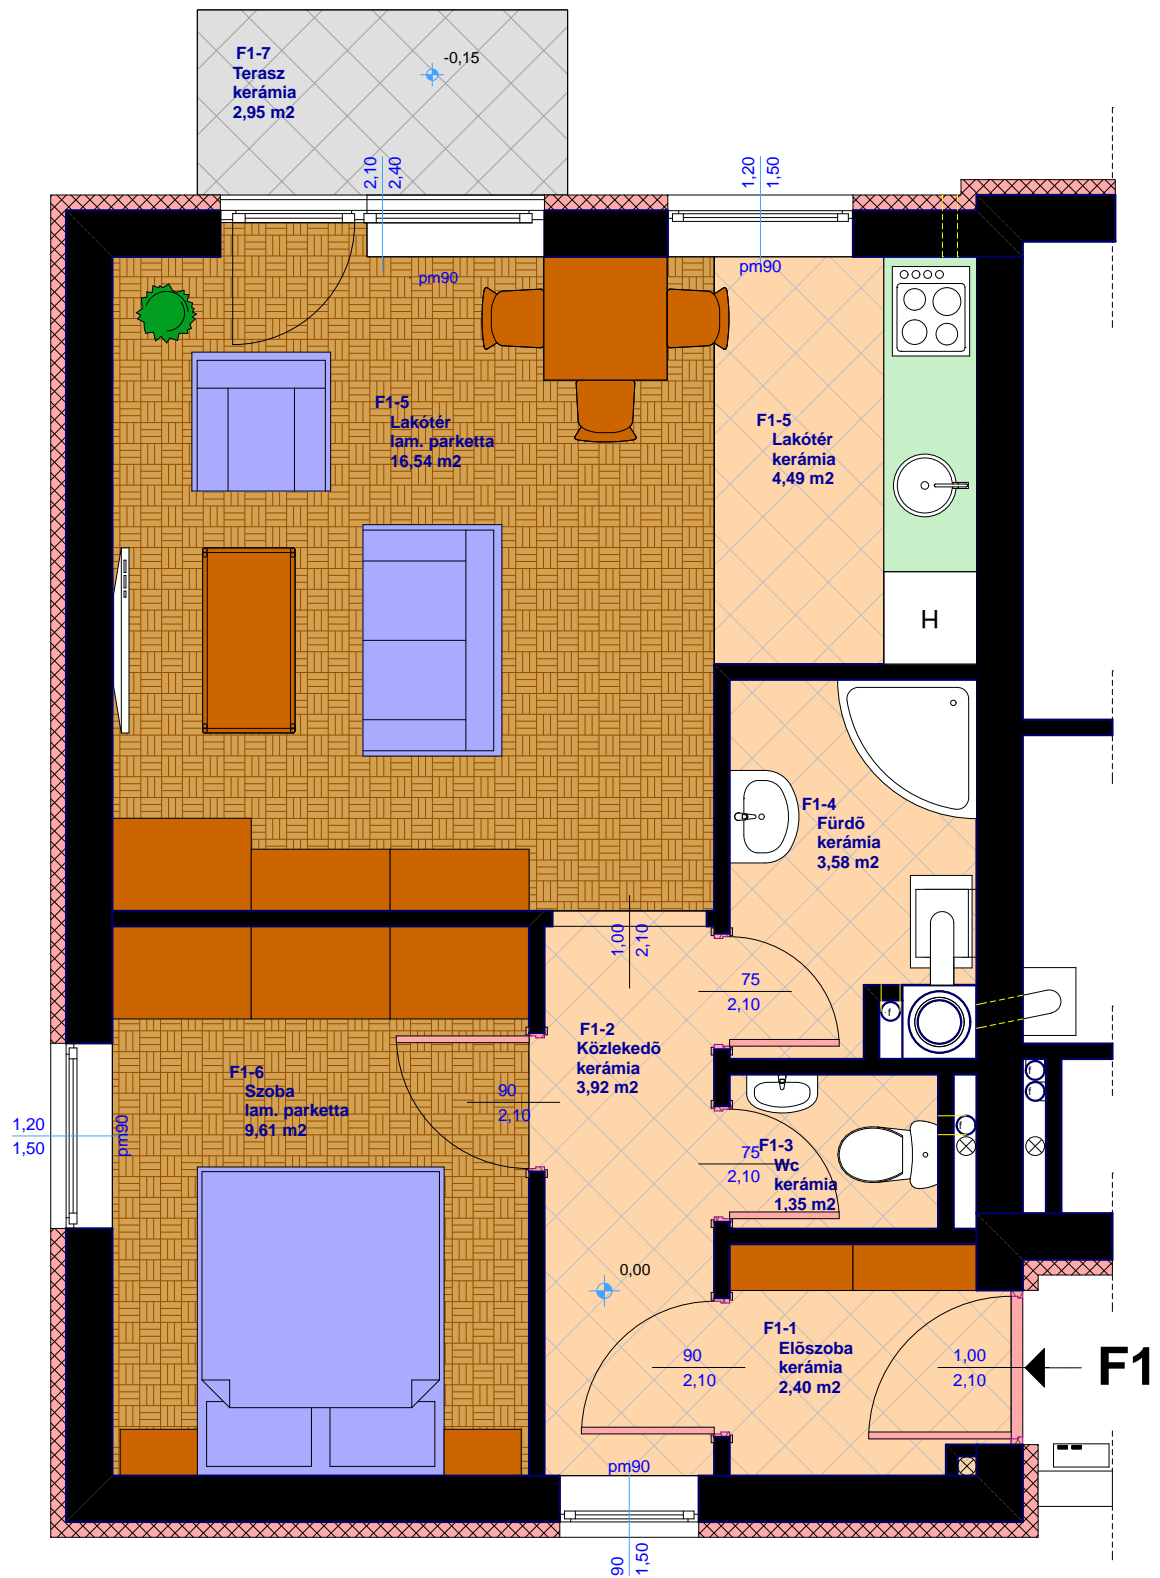 F1-7
Terasz
kerámia
2,95 m2
-0,15
2,10
2,40
1,20
1,50
pm90
pm90
F1-5
Lakótér
lam. parketta
16,54 m2
F1-5
Lakótér
kerámia
4,49 m2
H
F1-4
Fürdõ
kerámia
3,58 m2
1,00
2,10
75
2,10
F1-2
Közlekedõ
kerámia
3,92 m2
F1-6
Szoba
lam. parketta
9,61 m2
90
2,10
1,20
1,50
pm90
75
2,10
F1-3
Wc
kerámia
1,35 m2
0,00
F1-1
Elõszoba
kerámia
2,40 m2
90
2,10
1,00
2,10
F1
pm90
90
1,50